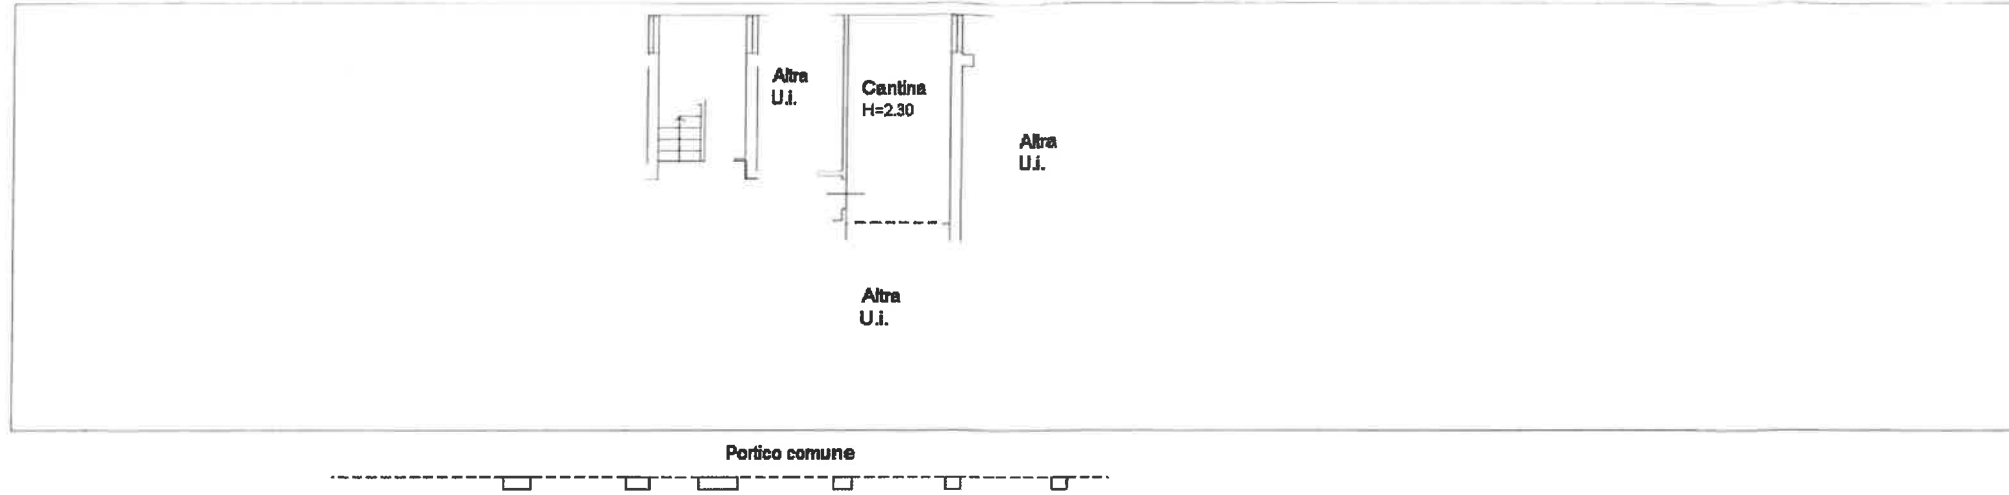 Altra
U.i.
Cantina
H=2.30
Altra
U.i.
Altra
U.i.
Portico comune